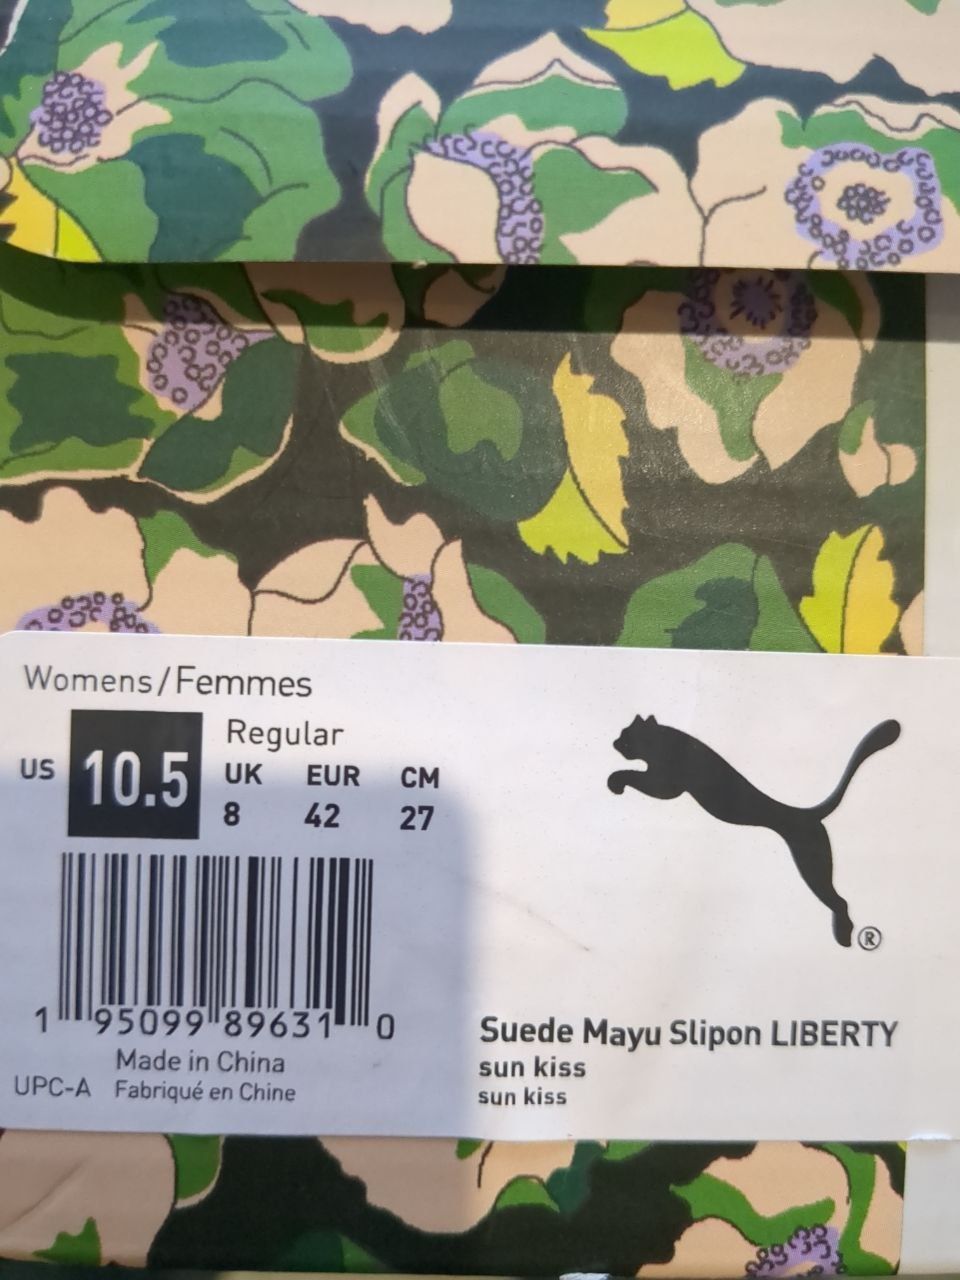 Womens/Femmes
US 10.5
Regular
UK EUR CM
8 42 27
1 95099 89631 0
Made in China
UPC-A Fabriqué en Chine
®
Suede Mayu Slipon LIBERTY
sun kiss
sun kiss